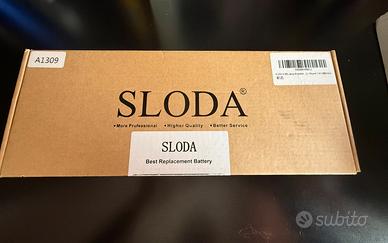 A1309
SLODA®
•More Professional •Higher Quality •Better Service
SLODA
Best Replacement Battery
subito